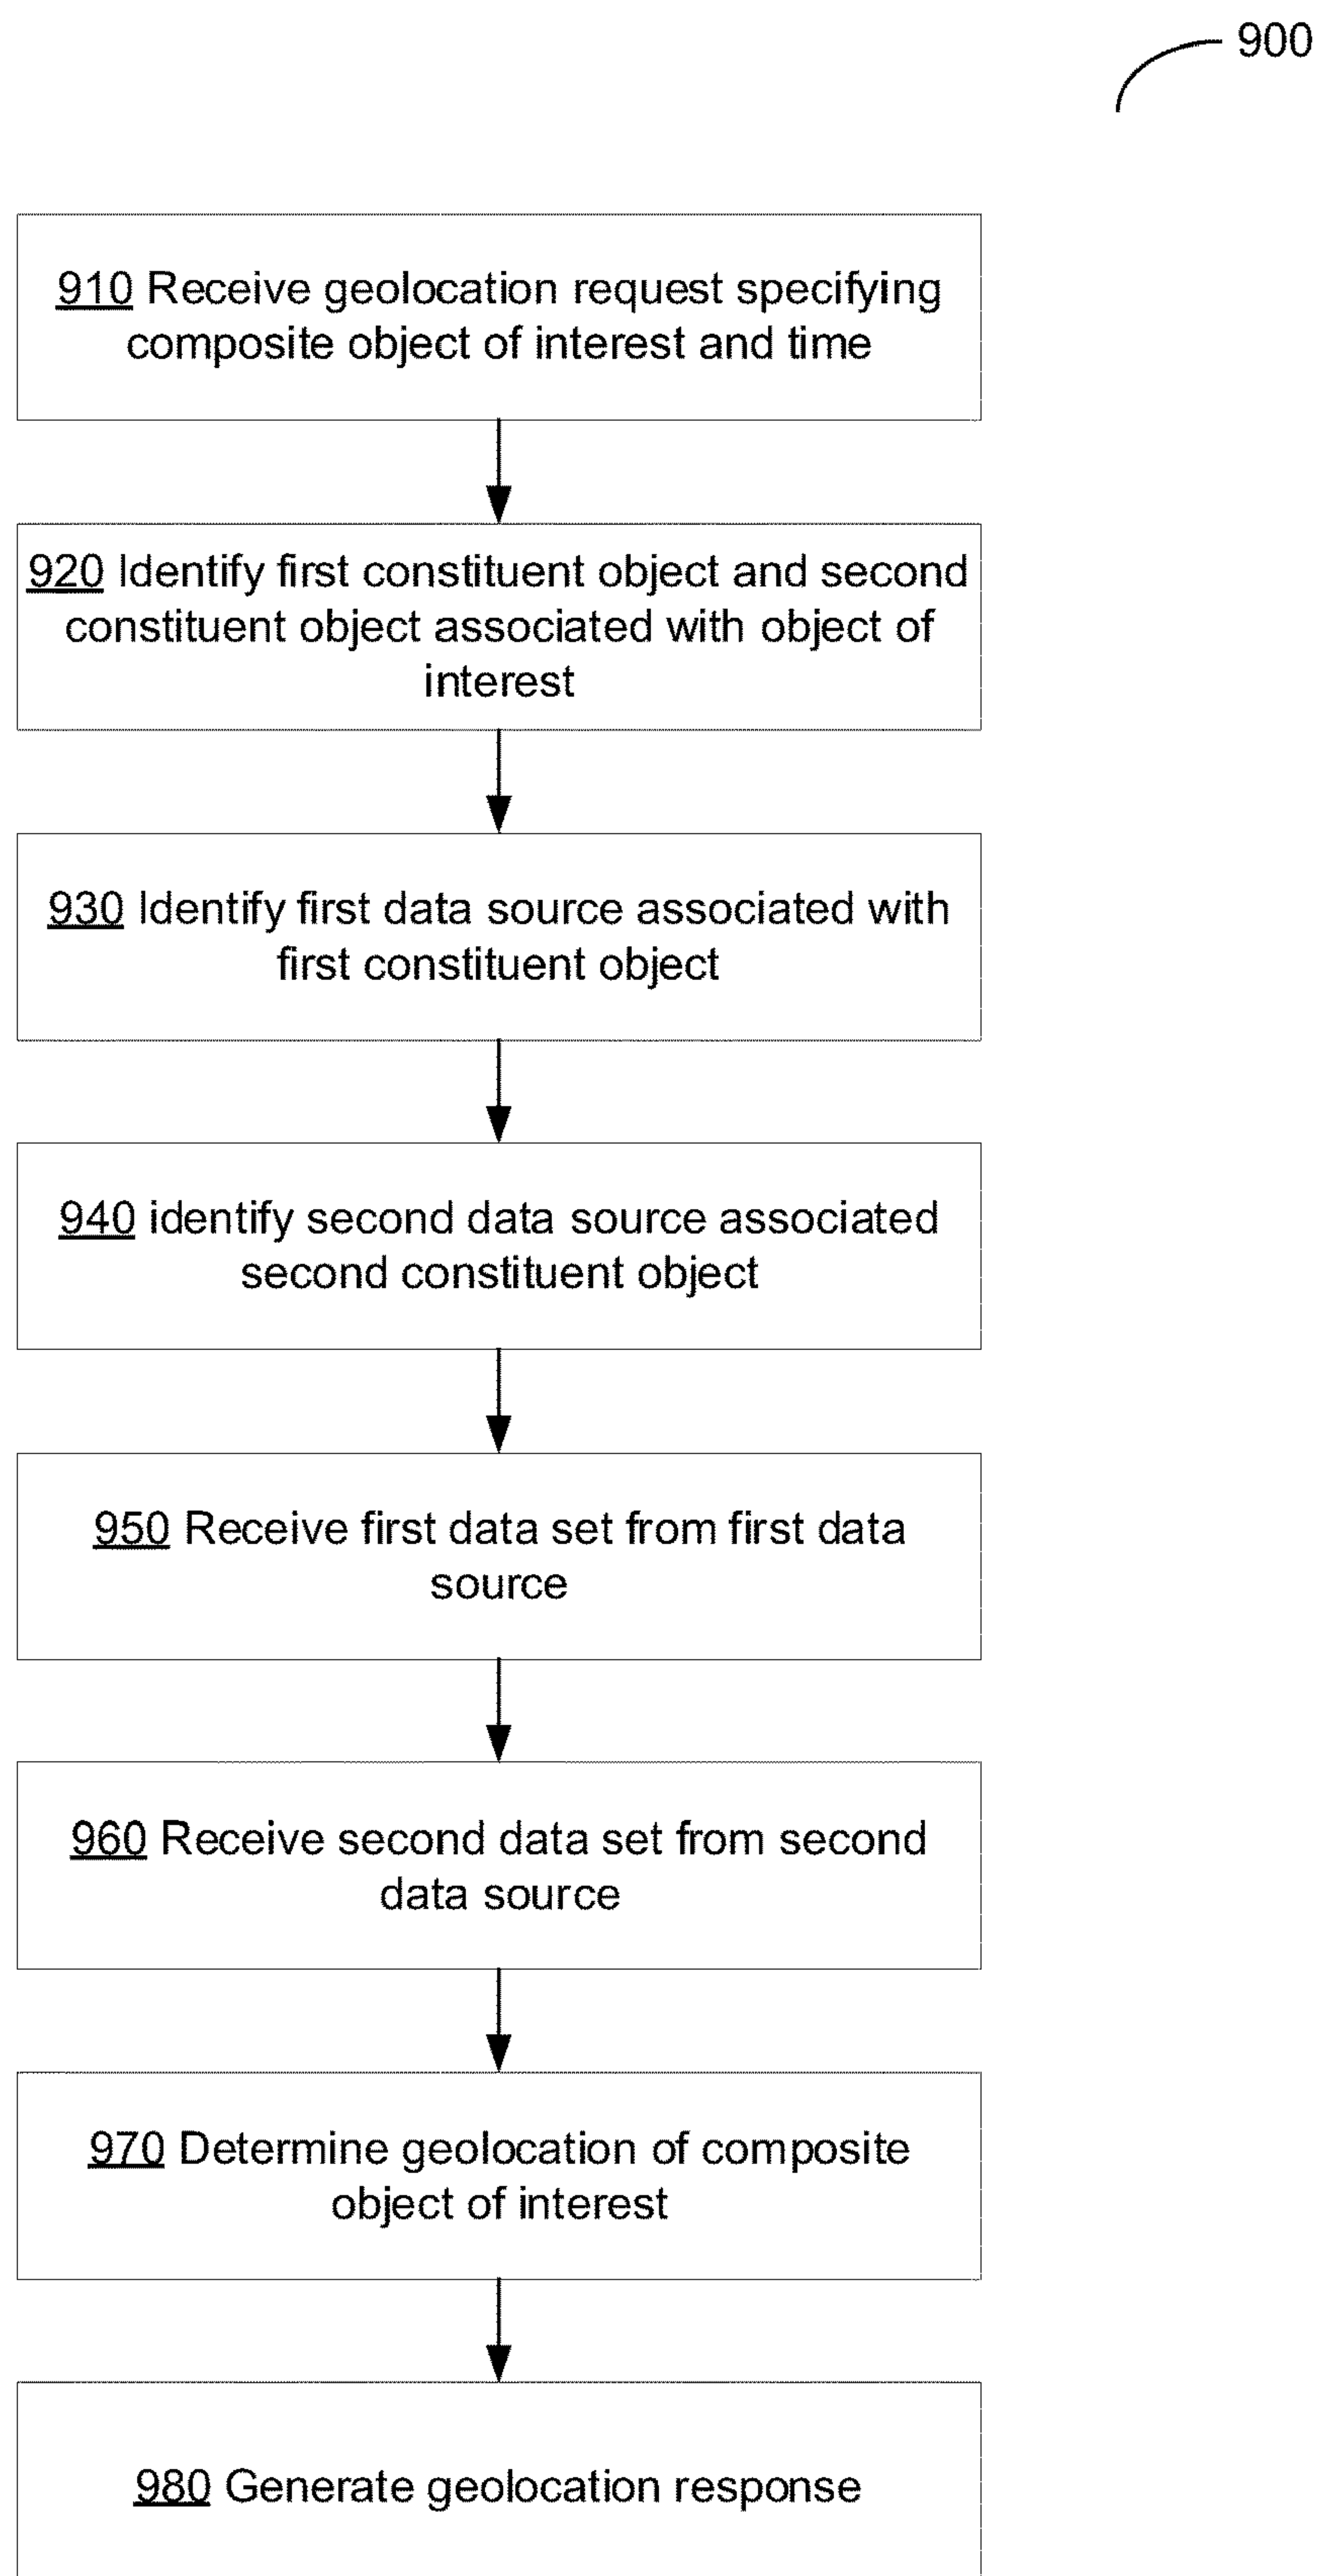 900
910 Receive geolocation request specifying
composite object of interest and time
920 Identify first constituent object and second
constituent object associated with object of
interest
930 Identify first data source associated with
first constituent object
940 identify second data source associated
second constituent object
950 Receive first data set from first data
source
960 Receive second data set from second
data source
970 Determine geolocation of composite
object of interest
980 Generate geolocation response